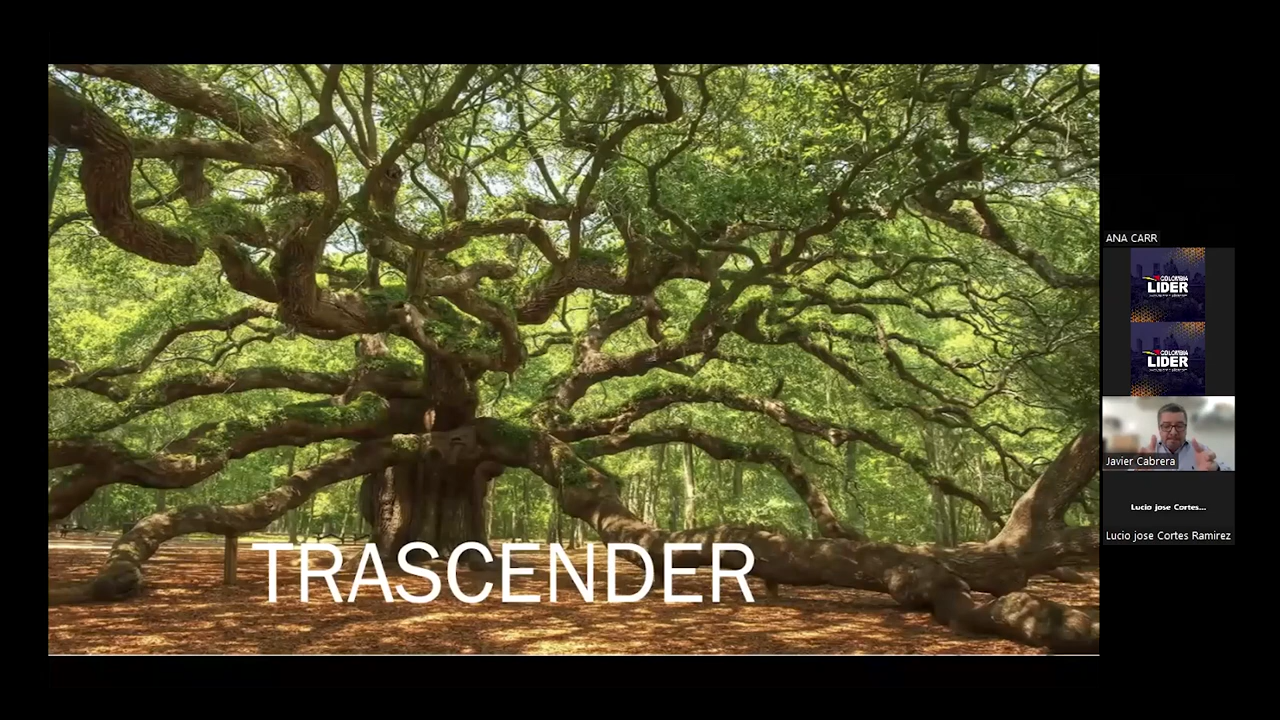 TRASCENDER
ANA CARR
COLOMBIA
LIDER
COLOMBIA
LIDER
Javier Cabrera
Lucio jose Cortes...
Lucio jose Cortes Ramirez